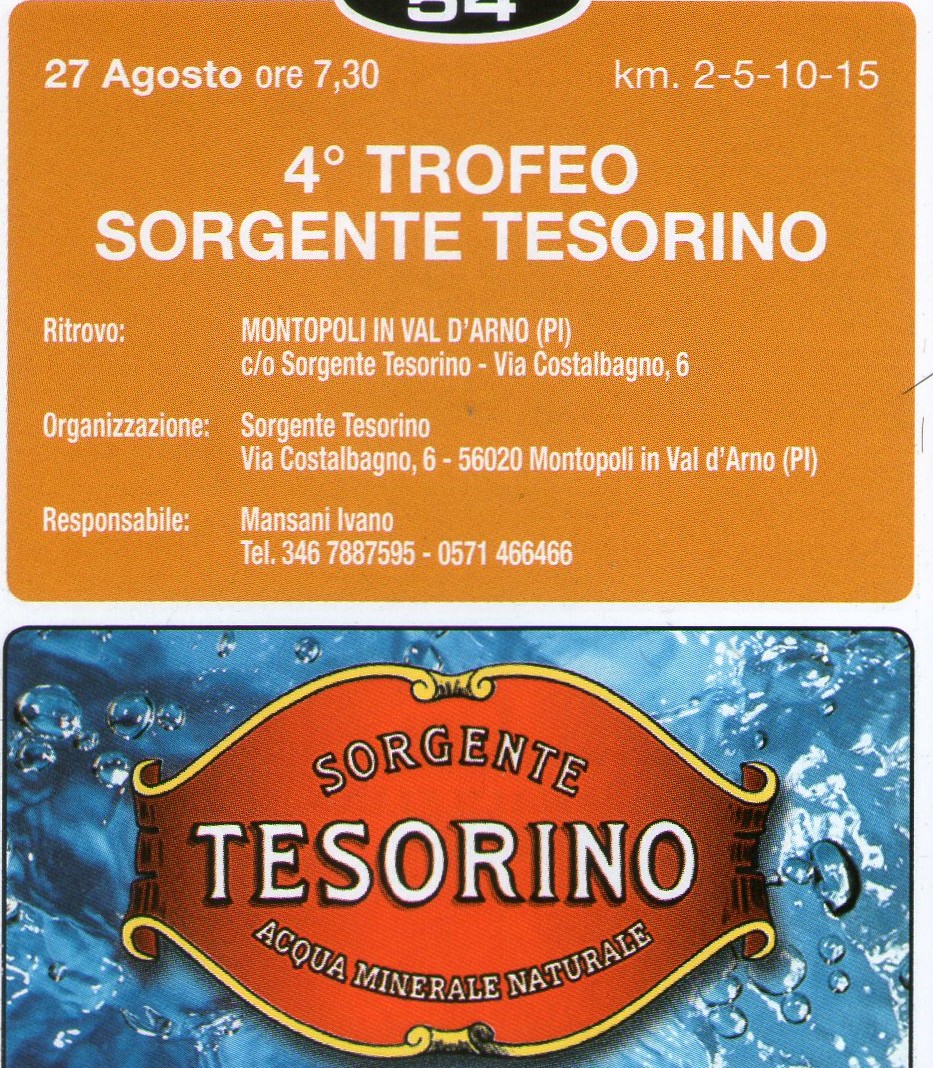 54
27 Agosto ore 7,30
km. 2-5-10-15
4° TROFEO
SORGENTE TESORINO
Ritrovo: MONTOPOLI IN VAL D'ARNO (PI)
c/o Sorgente Tesorino - Via Costalbagno, 6
Organizzazione: Sorgente Tesorino
Via Costalbagno, 6 - 56020 Montopoli in Val d'Arno (PI)
Responsabile: Mansani Ivano
Tel. 346 7887595 - 0571 466466
SORGENTE
TESORINO
ACQUA MINERALE NATURALE